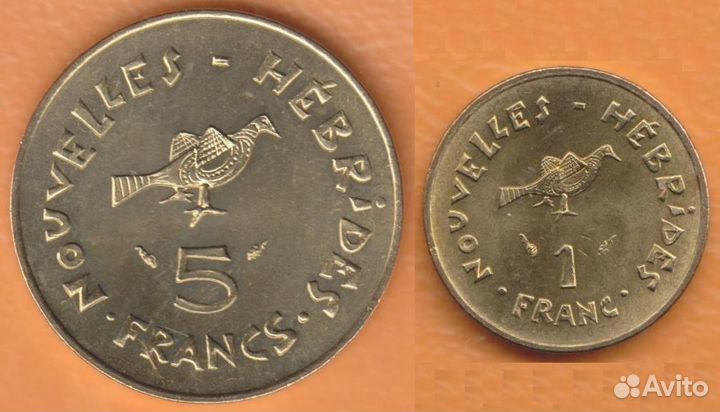 NOUVELLES - HÉBRIDES
5
· FRANCS ·
NOUVELLES - HÉBRIDES
1
· FRANC ·
Avito